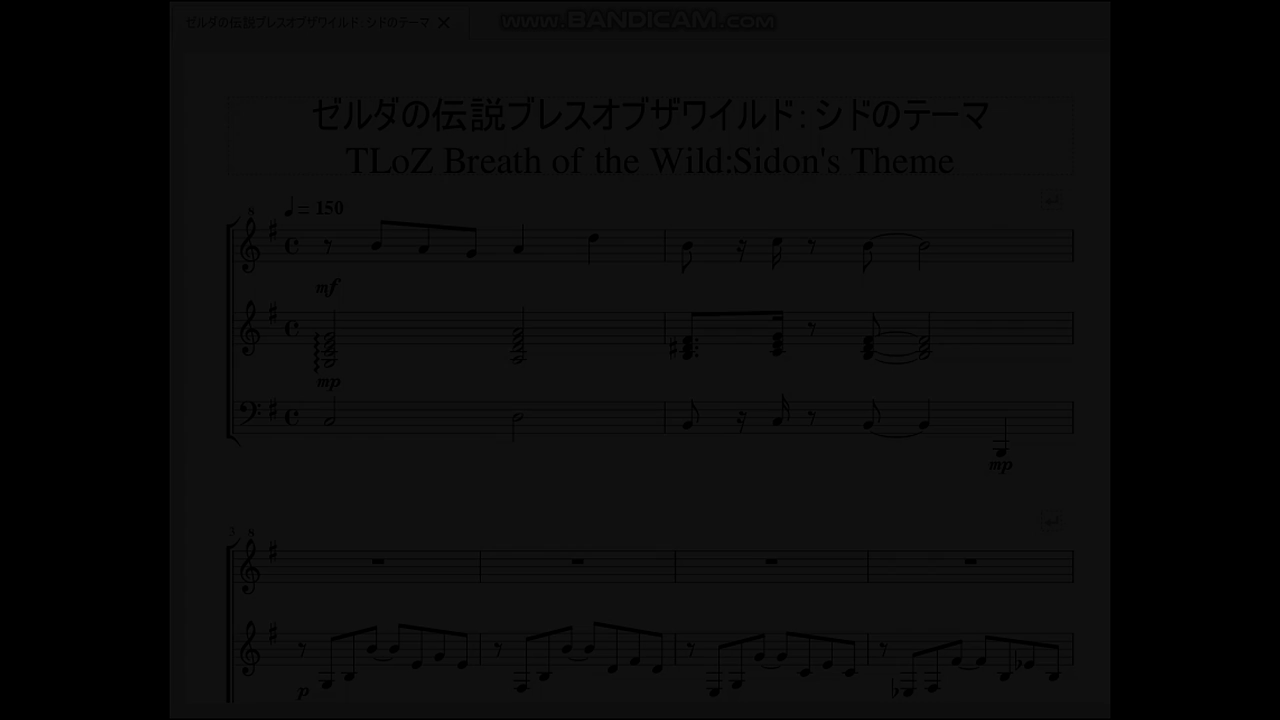 ゼルダの伝説ブレスオブザワイルド:シドのテーマ ✕
www.BANDICAM.com
ゼルダの伝説ブレスオブザワイルド:シドのテーマ
TLoZ Breath of the Wild:Sidon's Theme
= 150
8
mf
mp
mp
3
8
p